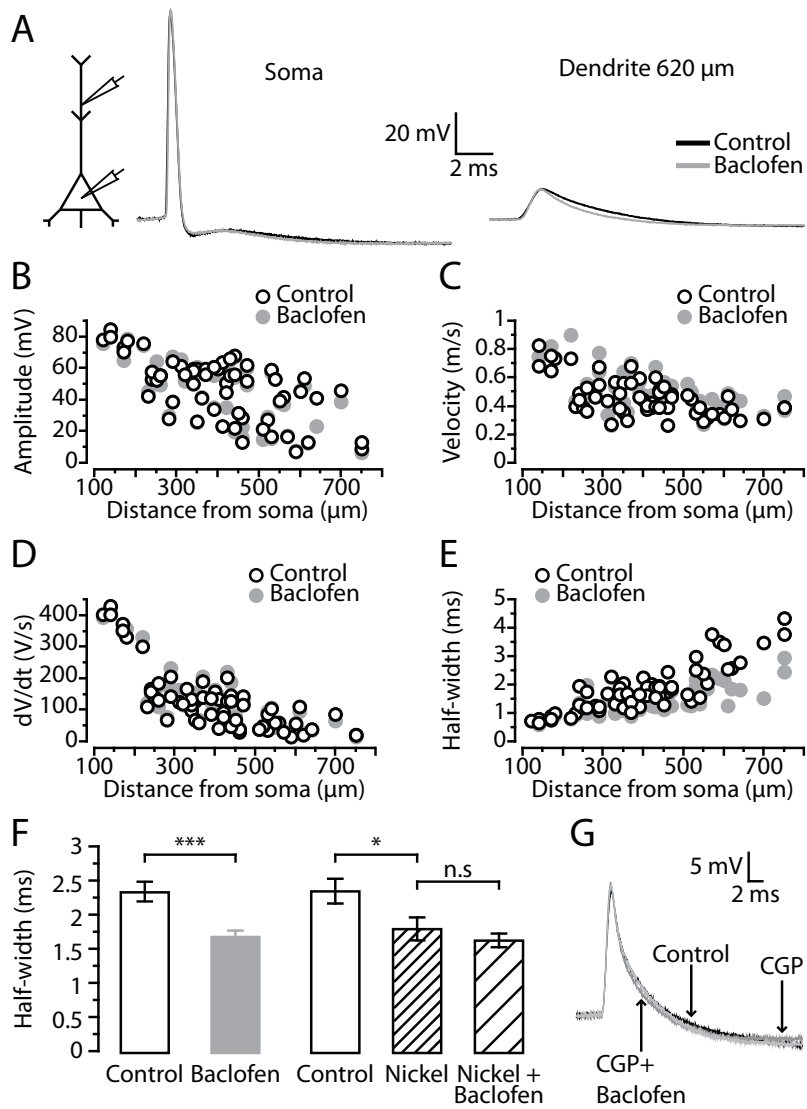 A
Soma
Dendrite 620 µm
20 mV
2 ms
Control
Baclofen
B
Control
Baclofen
Amplitude (mV)
80
60
40
20
0
100 300 500 700
Distance from soma (µm)
C
Control
Baclofen
Velocity (m/s)
1
0.8
0.6
0.4
0.2
0
100 300 500 700
Distance from soma (µm)
D
Control
Baclofen
dV/dt (V/s)
400
300
200
100
0
100 300 500 700
Distance from soma (µm)
E
Control
Baclofen
Half-width (ms)
5
4
3
2
1
0
100 300 500 700
Distance from soma (µm)
F
Half-width (ms)
3
2.5
2
1.5
1
0.5
0
***
*
n.s
Control Baclofen Control Nickel Nickel +
Baclofen
G
5 mV
2 ms
Control
CGP
CGP+
Baclofen